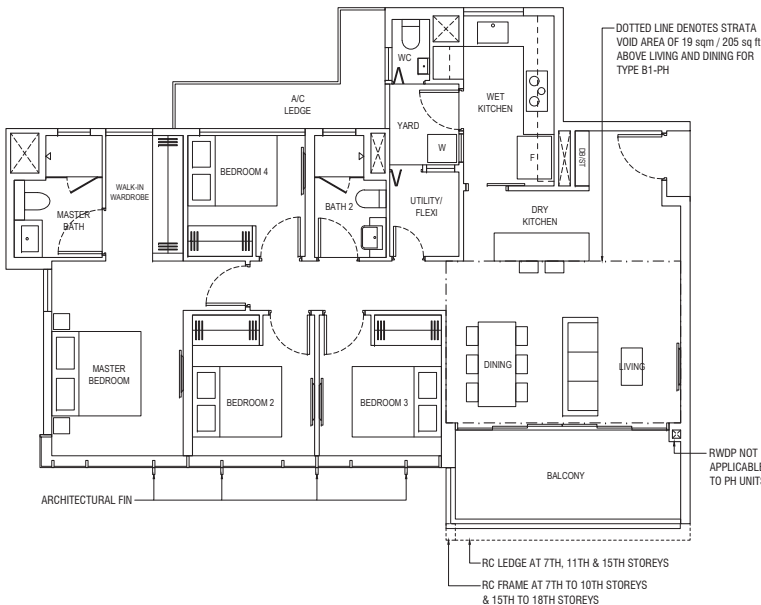 DOTTED LINE DENOTES STRATA
VOID AREA OF 19 sqm / 205 sq ft
ABOVE LIVING AND DINING FOR
TYPE B1-PH
WC
A/C
LEDGE
WET
KITCHEN
YARD
W
F
DB/ST
BEDROOM 4
WALK-IN
WARDROBE
BATH 2
UTILITY/
FLEXI
DRY
KITCHEN
MASTER
BATH
MASTER
BEDROOM
BEDROOM 2
BEDROOM 3
DINING
LIVING
BALCONY
RWDP NOT
APPLICABLE
TO PH UNITS
ARCHITECTURAL FIN
RC LEDGE AT 7TH, 11TH & 15TH STOREYS
RC FRAME AT 7TH TO 10TH STOREYS
& 15TH TO 18TH STOREYS